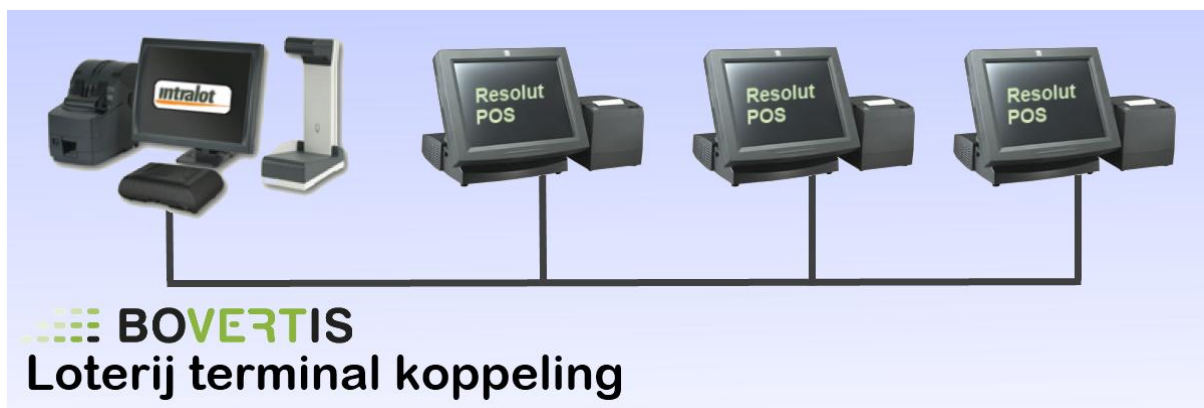 intralot
Resolut
POS
Resolut
POS
Resolut
POS
BOVERTIS
Loterij terminal koppeling